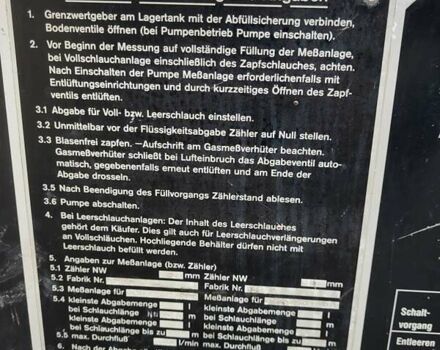 1. Grenzwertgeber am Lagertank mit der Abfüllsicherung verbinden,
Bodenventile öffnen (bei Pumpenbetrieb Pumpe einschalten).
2. Vor Beginn der Messung auf vollständige Füllung der Meßanlage,
bei Vollschlauchanlage einschließlich des Zapfschlauches, achten.
Nach Einschalten der Pumpe Meßanlage erforderlichenfalls mit
Entlüftungseinrichtungen und durch kurzzeitiges Öffnen des Zapf-
ventils entlüften.
3.1 Abgabe für Voll- bzw. Leerschlauch einstellen.
3.2 Unmittelbar vor der Flüssigkeitsabgabe Zähler auf Null stellen.
3.3 Blasenfrei zapfen. –Aufschrift am Gasmeßverhüter beachten.
Gasmeßverhüter schließt bei Lufteinbruch das Abgabeventil auto-
matisch, gegebenenfalls erneut entlüften und am Ende der
Abgabe drosseln.
3.5 Nach Beendigung des Füllvorgangs Zählerstand ablesen.
3.6 Pumpe abschalten.
4. Bei Leerschlauchanlagen: Der Inhalt des Leerschlauches
gehört dem Käufer. Dies gilt auch für Leerschlauchverlängerungen
an Vollschläuchen. Hochliegende Behälter dürfen nicht mit
Leerschlauch befüllt werden.
5. Angaben zur Meßanlage (bzw. Zähler)
5.1 Zähler NW mm Zähler NW mm
5.2 Fabrik Nr. Fabrik Nr.
5.3 Meßanlage für Meßanlage für
5.4 kleinste Abgabemenge l kleinste Abgabemenge l
bei Schlauchlänge m bei Schlauchlänge m
kleinste Abgabemenge l kleinste Abgabemenge l
bei Schlauchlänge bis zu m bei Schlauchlänge bis zu m
5.5 max. Durchfluß max. Durchfluß
6. Nach der
Schalt-
vorgang
Entleeren